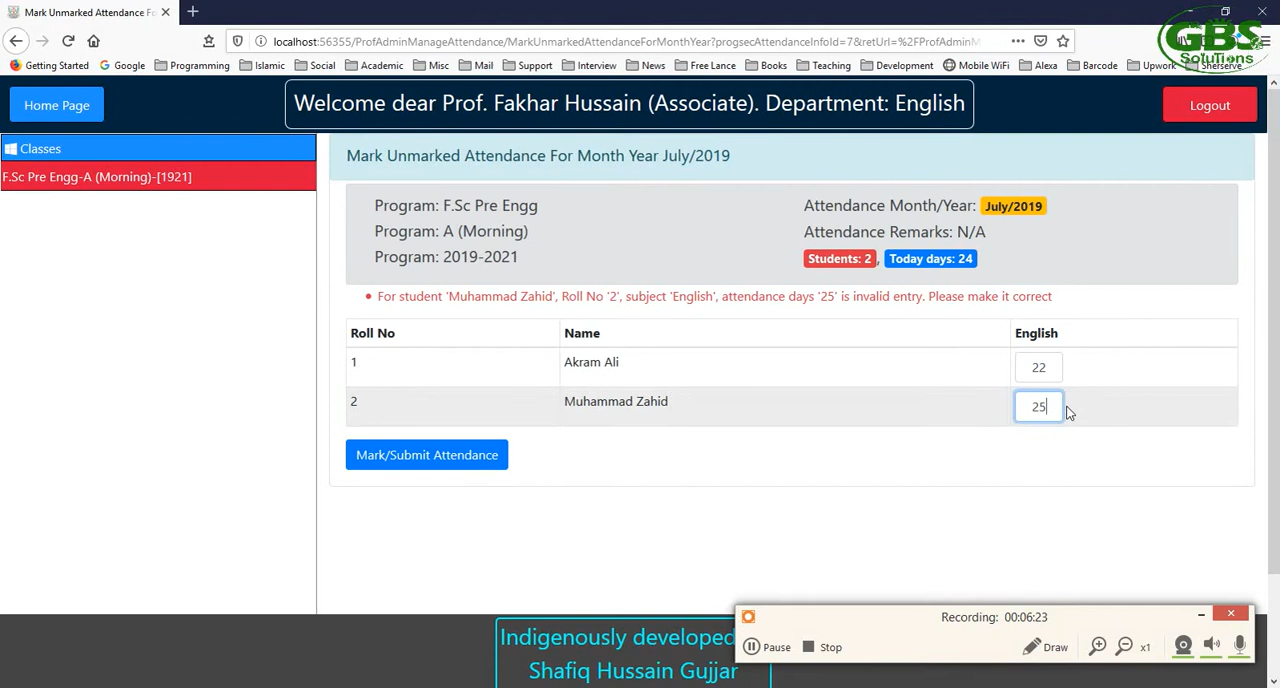 Mark Unmarked Attendance Fo
localhost:56355/ProfAdminManageAttendance/MarkUnmarkedAttendanceForMonthYear?progsecAttendanceInfoId=7&retUrl=%2FProfAdminM
GBS
Solutions
Getting Started Google Programming Islamic Social Academic Misc Mail Support Interview News Free Lance Books Teaching Development Mobile WiFi Alexa Barcode Upwork Sherserve
Home Page
Welcome dear Prof. Fakhar Hussain (Associate). Department: English
Logout
Classes
F.Sc Pre Engg-A (Morning)-[1921]
Mark Unmarked Attendance For Month Year July/2019
Program: F.Sc Pre Engg
Attendance Month/Year: July/2019
Program: A (Morning)
Attendance Remarks: N/A
Program: 2019-2021
Students: 2 , Today days: 24
For student 'Muhammad Zahid', Roll No '2', subject 'English', attendance days '25' is invalid entry. Please make it correct
Roll No Name English
1 Akram Ali 22
2 Muhammad Zahid 25
Mark/Submit Attendance
Indigenously developed
Shafiq Hussain Gujjar
Recording: 00:06:23
Pause Stop Draw x1